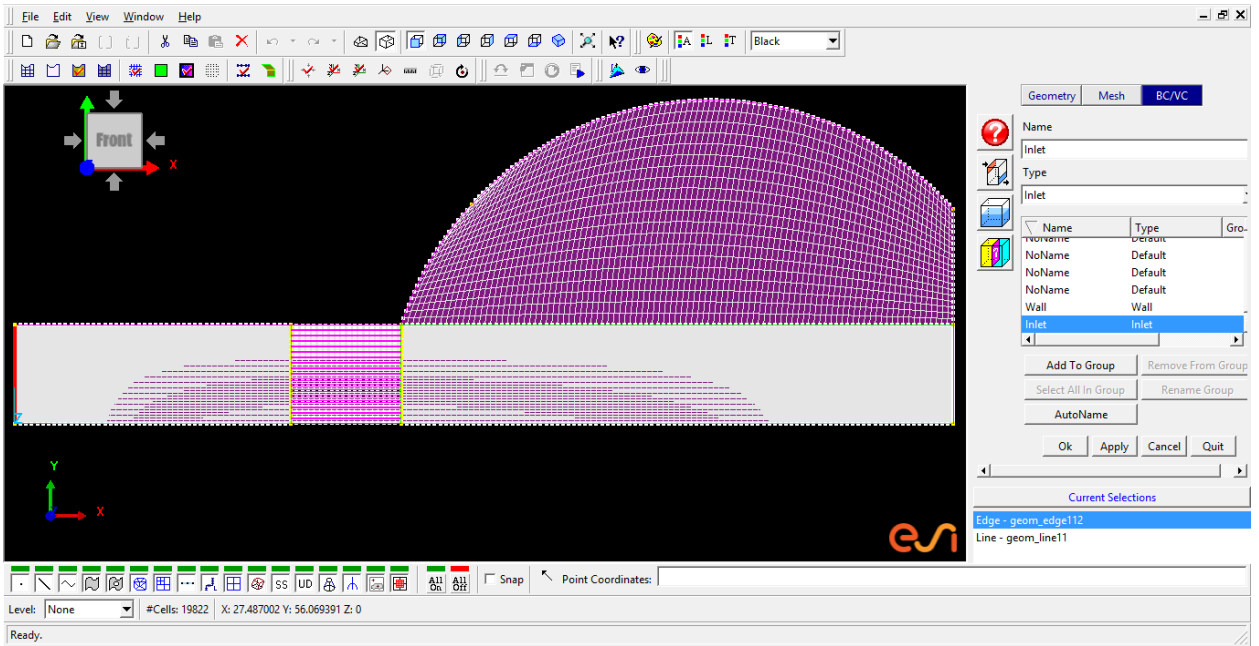 File Edit View Window Help
A L T Black
Geometry Mesh BC/VC
Front
X
Name
Inlet
Type
Inlet
Name Type Gro-
NoName Default
NoName Default
NoName Default
NoName Default
Wall Wall
Inlet Inlet
Z
Add To Group Remove From Group
Select All In Group Rename Group
AutoName
Ok Apply Cancel Quit
Y
X
Current Selections
Edge - geom_edge112
Line - geom_line11
esi
SS UD All On All Off Snap Point Coordinates:
Level: None #Cells: 19822 X: 27.487002 Y: 56.069391 Z: 0
Ready.